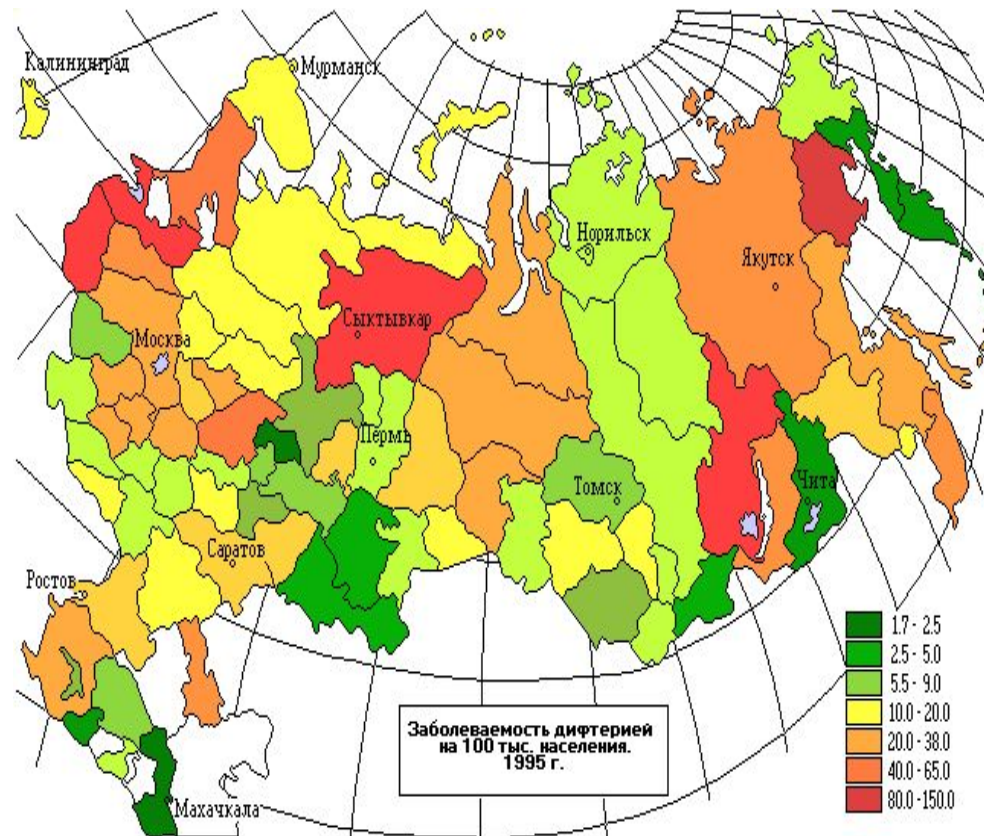 Калининград
Мурманск
Норильск
Якутск
Сыктывкар
Москва
Пермь
Томск
Чита
Саратов
Ростов
Махачкала
Заболеваемость дифтерией
на 100 тыс. населения.
1995 г.
1.7 - 2.5
2.5 - 5.0
5.5 - 9.0
10.0 - 20.0
20.0 - 38.0
40.0 - 65.0
80.0 - 150.0